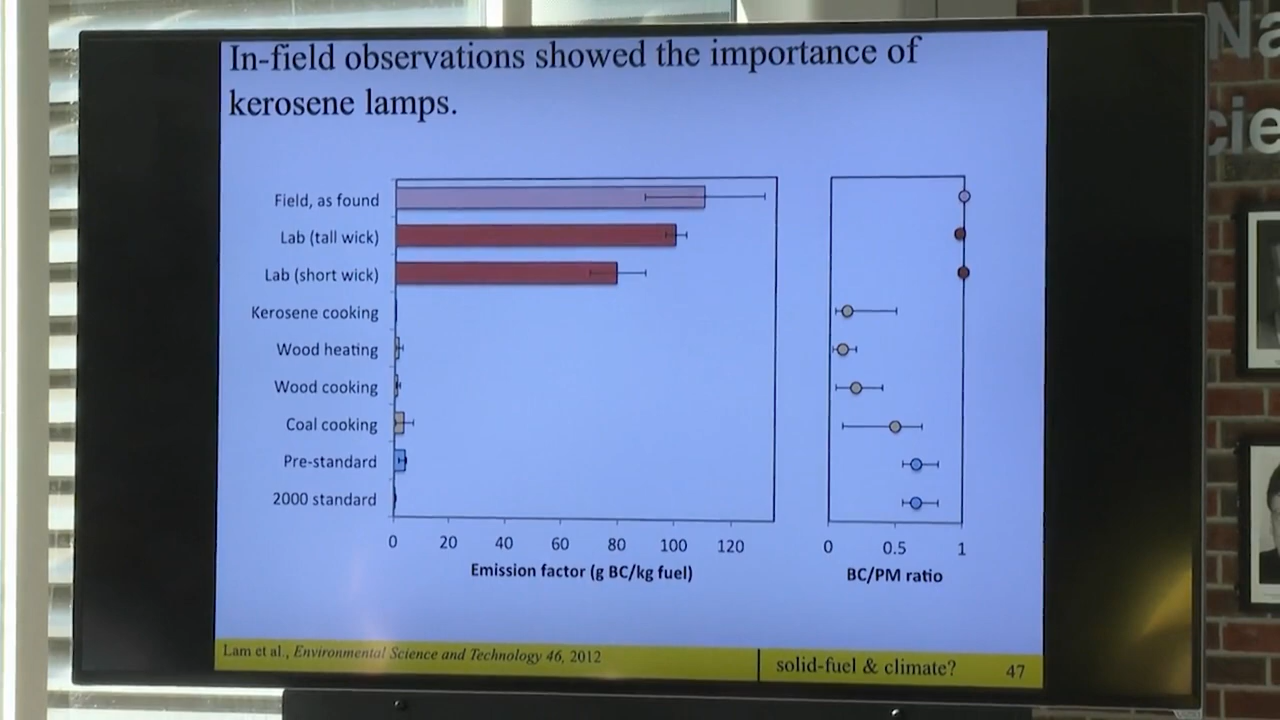 In-field observations showed the importance of
kerosene lamps.
Field, as found
Lab (tall wick)
Lab (short wick)
Kerosene cooking
Wood heating
Wood cooking
Coal cooking
Pre-standard
2000 standard
0 20 40 60 80 100 120
Emission factor (g BC/kg fuel)
0 0.5 1
BC/PM ratio
Lam et al., Environmental Science and Technology 46, 2012
solid-fuel & climate? 47